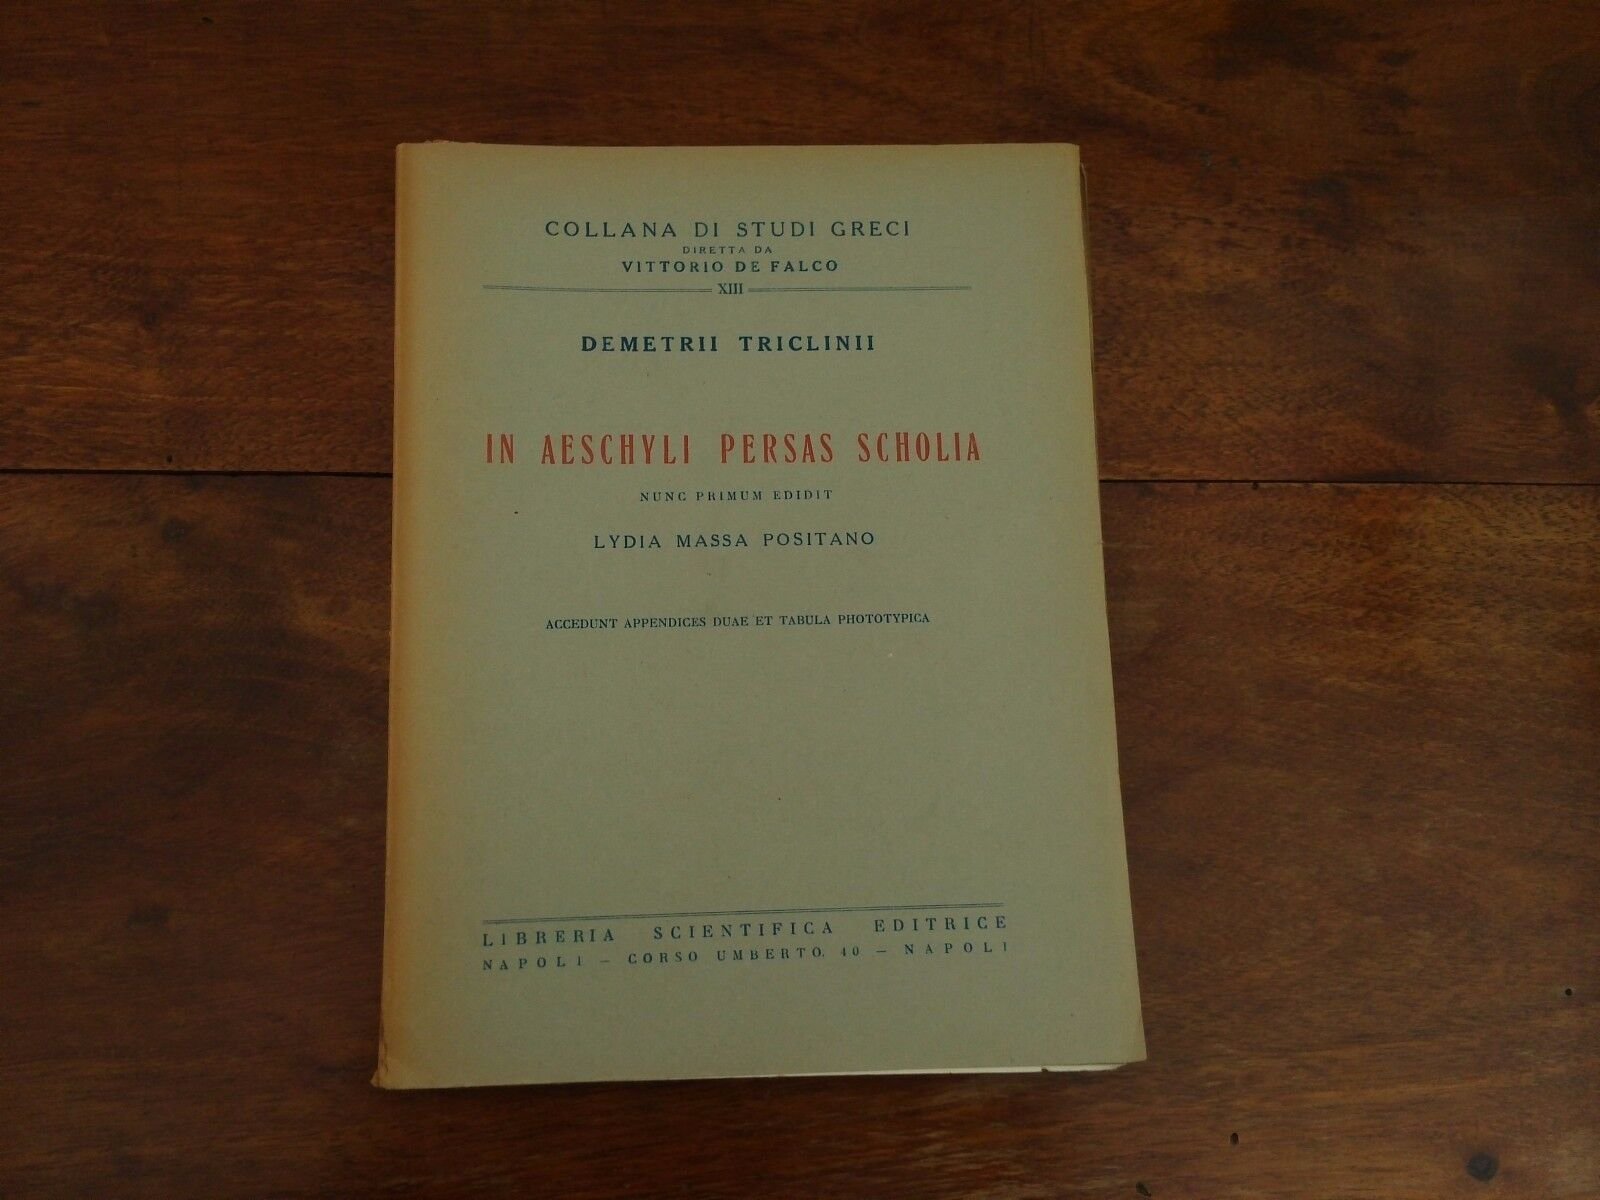 COLLANA DI STUDI GRECI
DIRETTA DA
VITTORIO DE FALCO
XIII
DEMETRII TRICLINII
IN AESCHYLI PERSAS SCHOLIA
NUNC PRIMUM EDIDIT
LYDIA MASSA POSITANO
ACCEDUNT APPENDICES DUAE ET TABULA PHOTOTYPICA
LIBRERIA SCIENTIFICA EDITRICE
NAPOLI – CORSO UMBERTO. 40 – NAPOLI